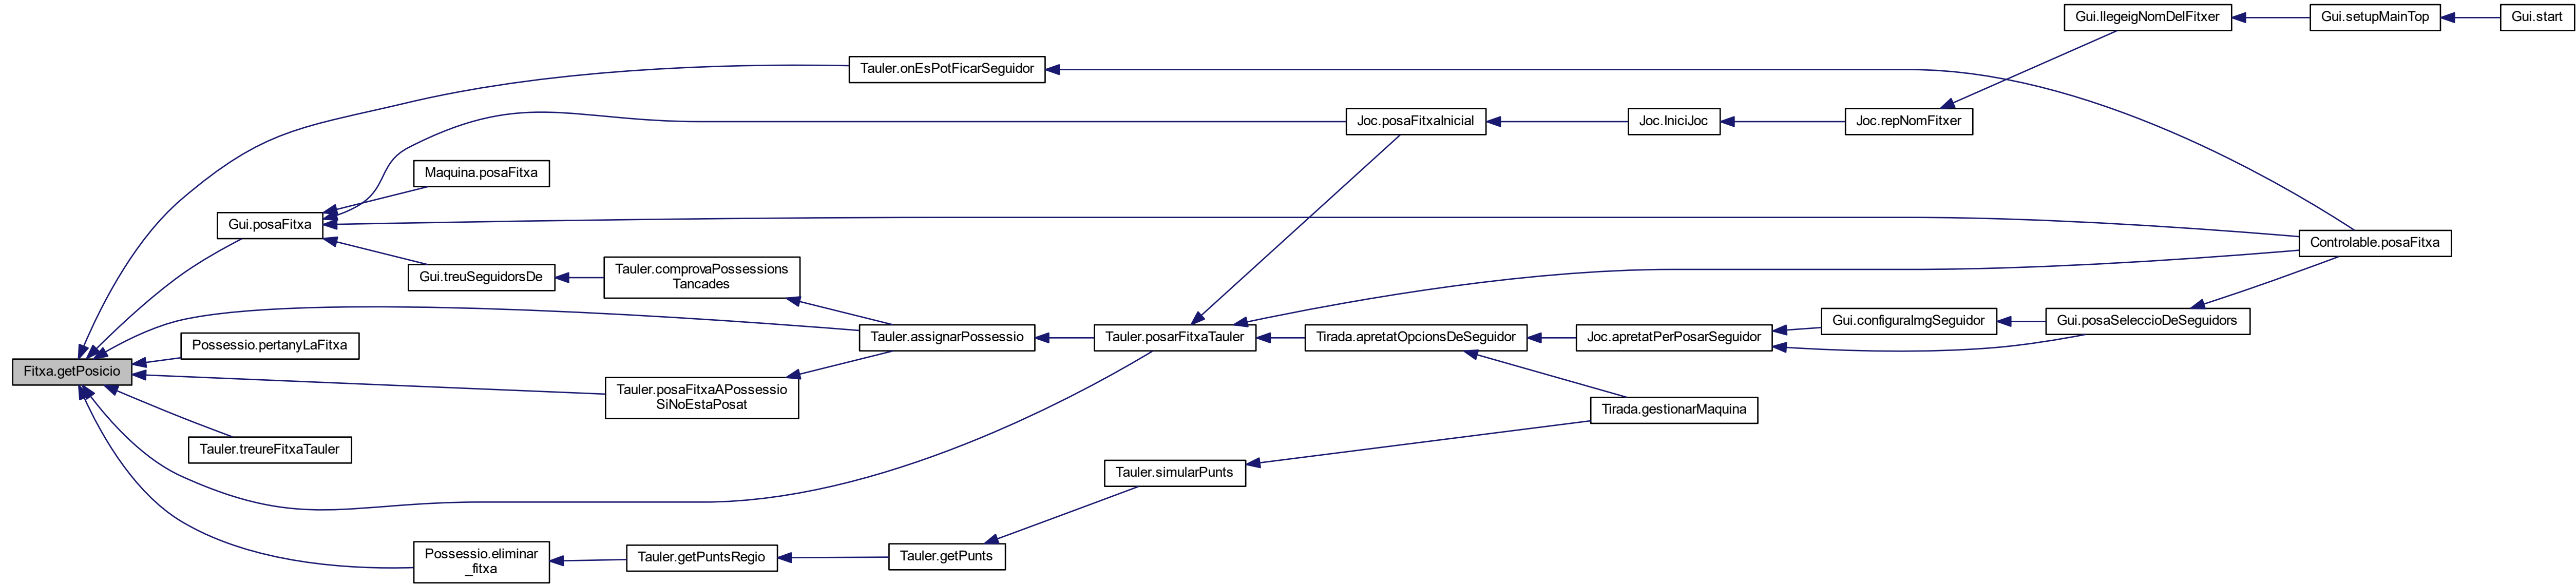 Gui.llegeigNomDelFitxer
Gui.setupMainTop
Gui.start
Tauler.onEsPotFicarSeguidor
Joc.posaFitxaInicial
Joc.IniciJoc
Joc.repNomFitxer
Maquina.posaFitxa
Gui.posaFitxa
Controlable.posaFitxa
Gui.treuSeguidorsDe
Tauler.comprovaPossessions
Tancades
Possessio.pertanyLaFitxa
Tauler.assignarPossessio
Tauler.posarFitxaTauler
Tirada.apretatOpcionsDeSeguidor
Joc.apretatPerPosarSeguidor
Gui.configuraImgSeguidor
Gui.posaSeleccioDeSeguidors
Fitxa.getPosicio
Tauler.posaFitxaAPossessio
SiNoEstaPosat
Tirada.gestionarMaquina
Tauler.treureFitxaTauler
Tauler.simularPunts
Possessio.eliminar
_fitxa
Tauler.getPuntsRegio
Tauler.getPunts